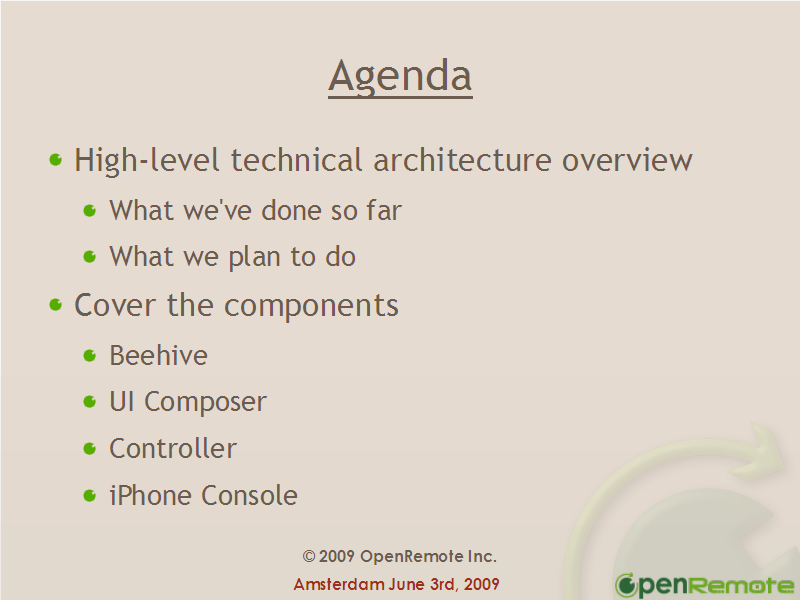 Agenda
High-level technical architecture overview
What we've done so far
What we plan to do
Cover the components
Beehive
UI Composer
Controller
iPhone Console
© 2009 OpenRemote Inc.
Amsterdam June 3rd, 2009
OpenRemote